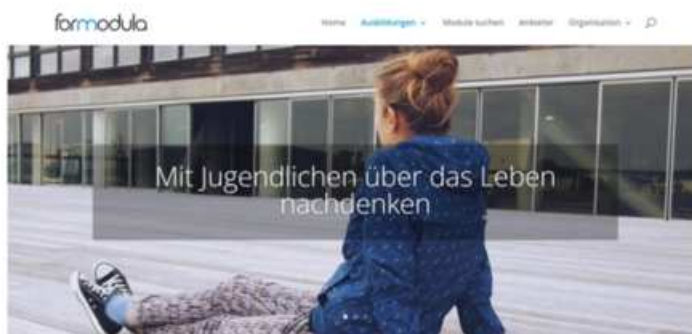 formodula
Home Ausbildungen Module suchen Anbieter Organisation
Mit Jugendlichen über das Leben
nachdenken